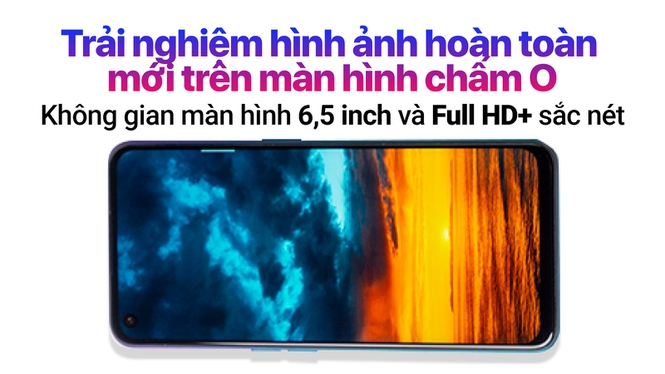 Trải nghiệm hình ảnh hoàn toàn
mới trên màn hình chấm O
Không gian màn hình 6,5 inch và Full HD+ sắc nét